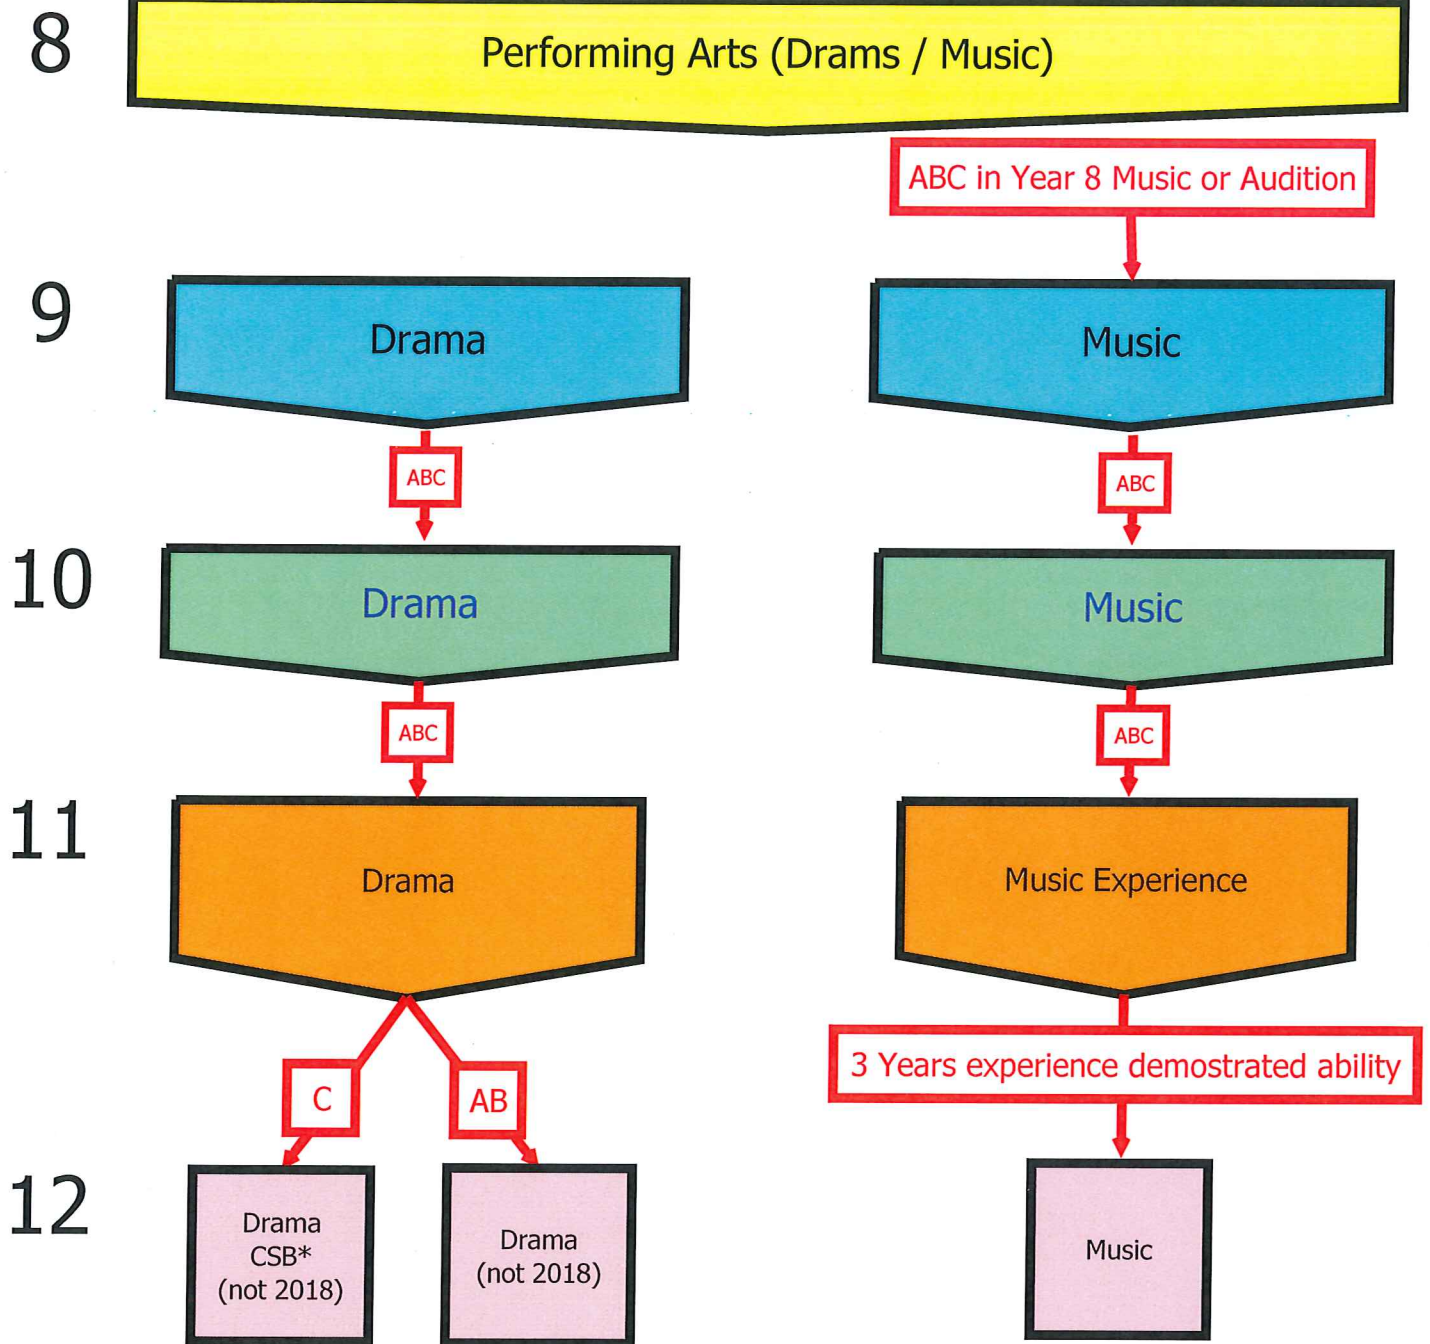 8
Performing Arts (Drams / Music)
ABC in Year 8 Music or Audition
9
Drama
Music
ABC
ABC
10
Drama
Music
ABC
ABC
11
Drama
Music Experience
3 Years experience demostrated ability
C
AB
12
Drama
CSB*
(not 2018)
Drama
(not 2018)
Music